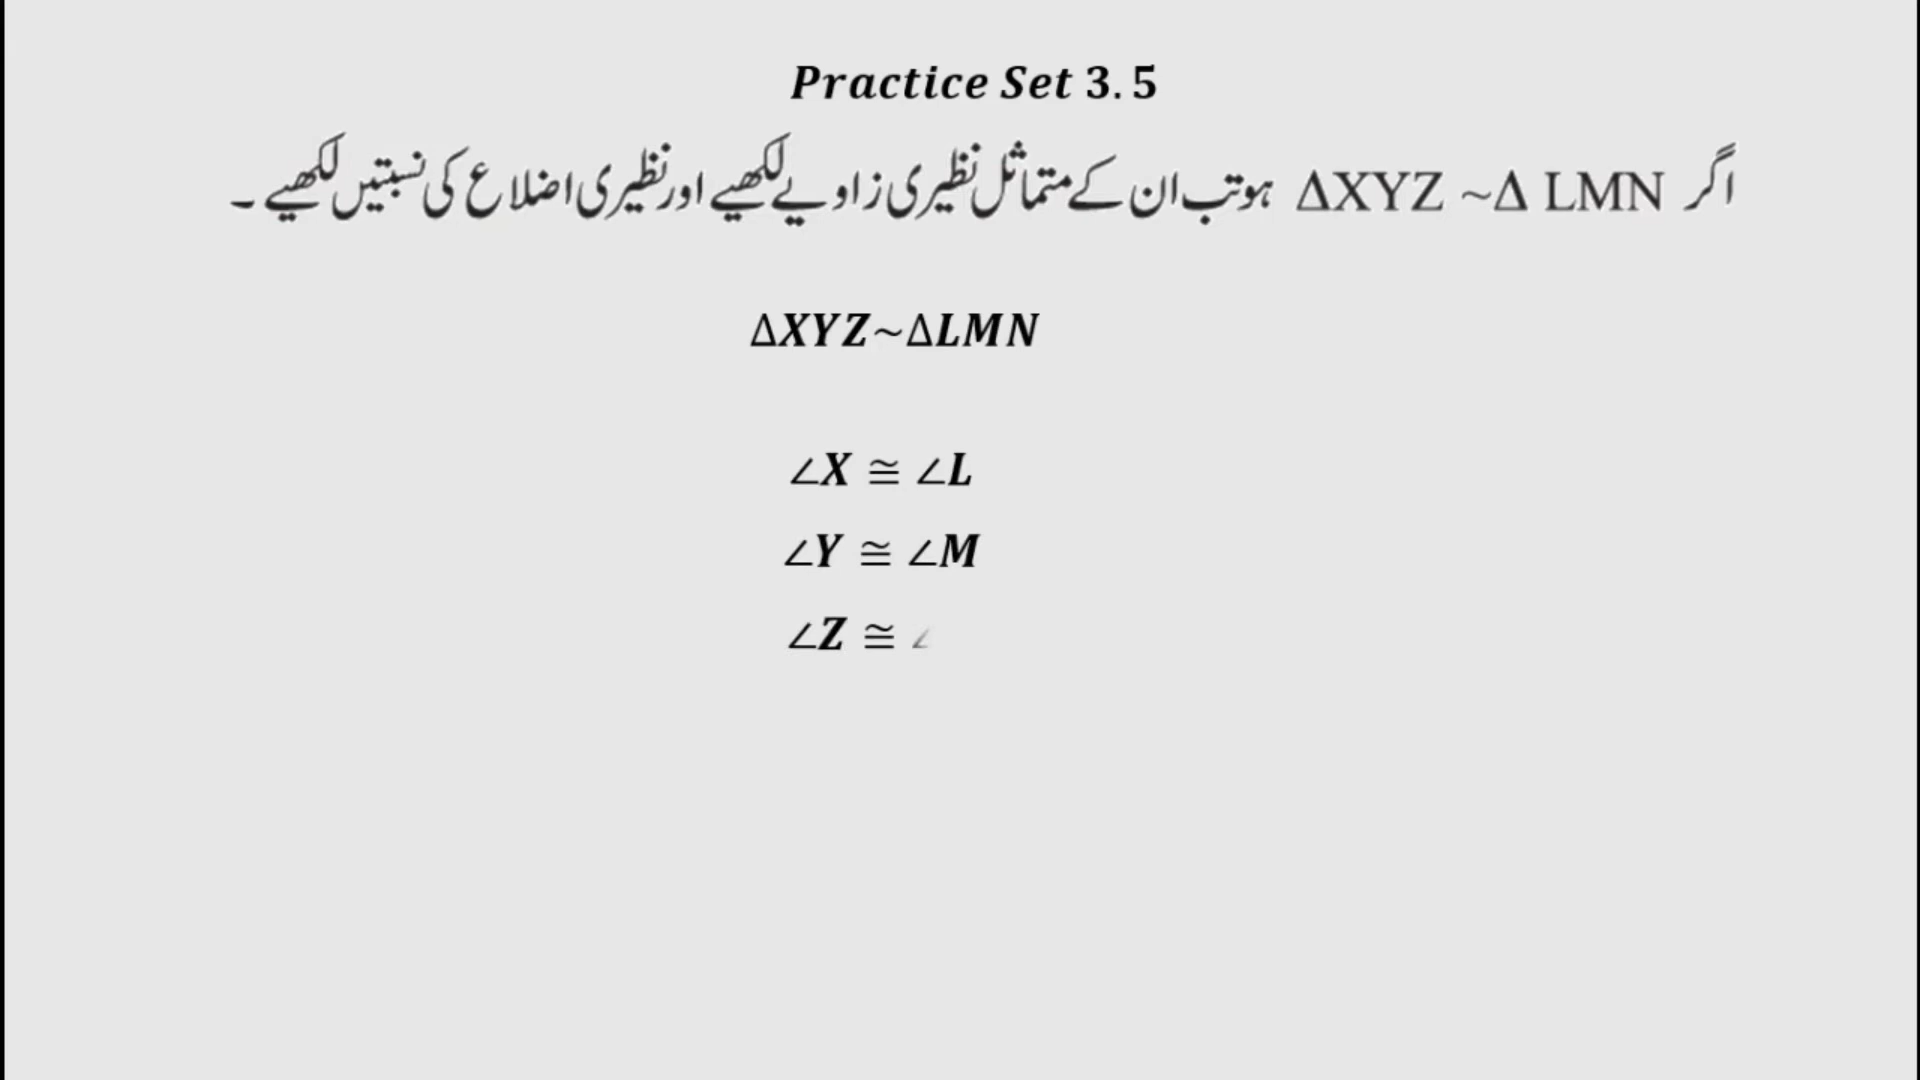 Practice Set 3.5
اگر ΔXYZ ~Δ LMN ہو تب ان کے متماثل نظیری زاویے لکھیے اور نظیری اضلاع کی نسبتیں لکھیے ۔
ΔXYZ~ΔLMN
∠X ≅ ∠L
∠Y ≅ ∠M
∠Z ≅ ∠